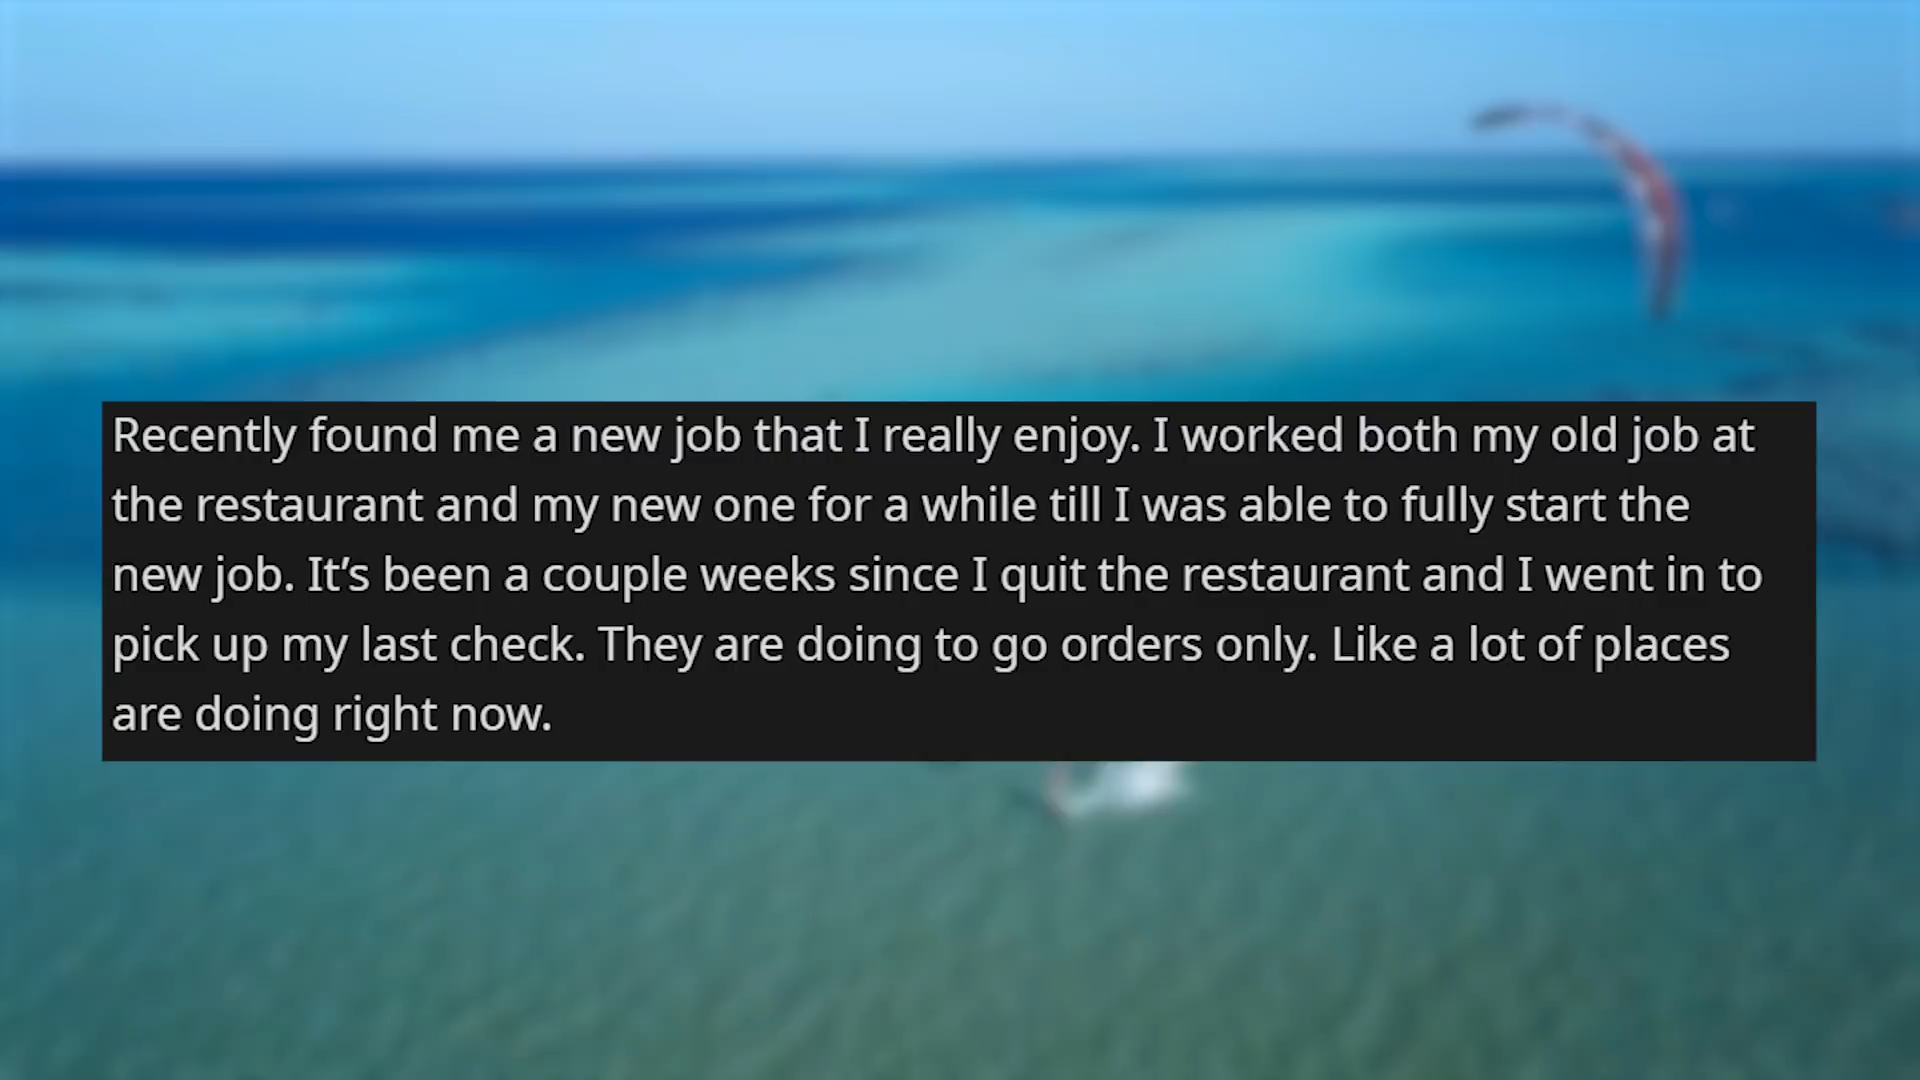 Recently found me a new job that I really enjoy. I worked both my old job at
the restaurant and my new one for a while till I was able to fully start the
new job. It’s been a couple weeks since I quit the restaurant and I went in to
pick up my last check. They are doing to go orders only. Like a lot of places
are doing right now.